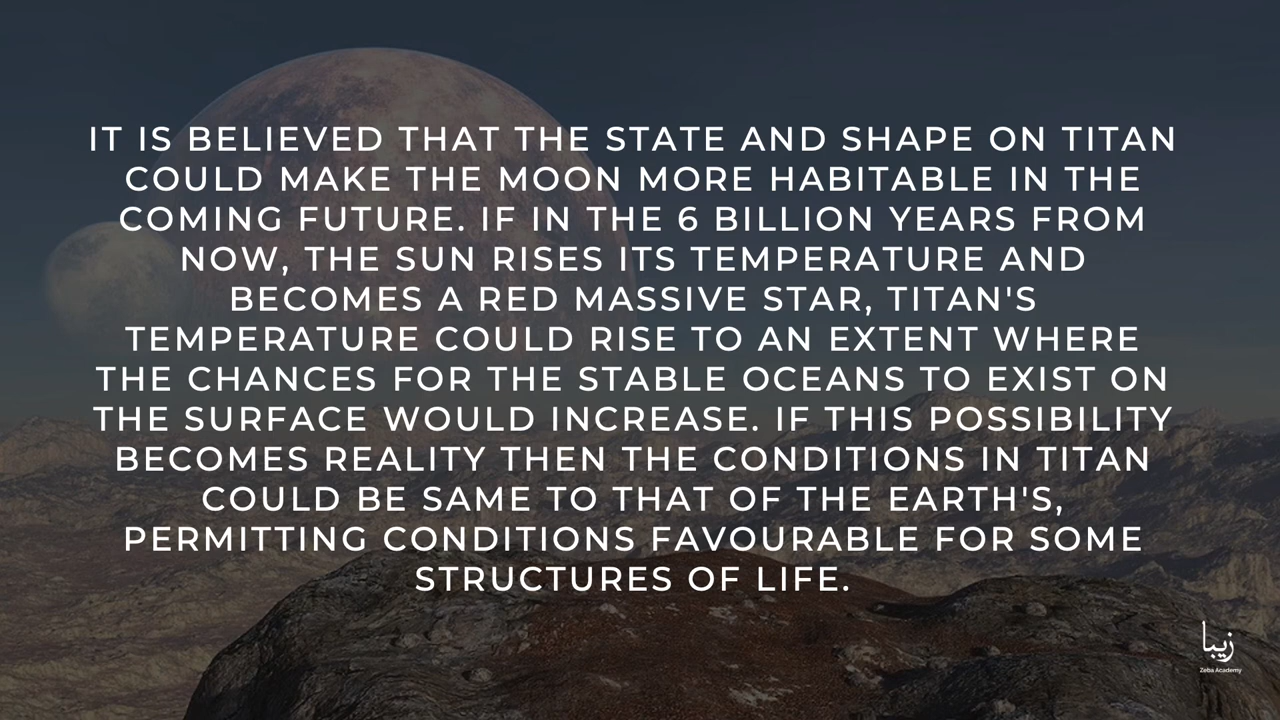 IT IS BELIEVED THAT THE STATE AND SHAPE ON TITAN
COULD MAKE THE MOON MORE HABITABLE IN THE
COMING FUTURE. IF IN THE 6 BILLION YEARS FROM
NOW, THE SUN RISES ITS TEMPERATURE AND
BECOMES A RED MASSIVE STAR, TITAN'S
TEMPERATURE COULD RISE TO AN EXTENT WHERE
THE CHANCES FOR THE STABLE OCEANS TO EXIST ON
THE SURFACE WOULD INCREASE. IF THIS POSSIBILITY
BECOMES REALITY THEN THE CONDITIONS IN TITAN
COULD BE SAME TO THAT OF THE EARTH'S,
PERMITTING CONDITIONS FAVOURABLE FOR SOME
STRUCTURES OF LIFE.
زیبا
Zeba Academy